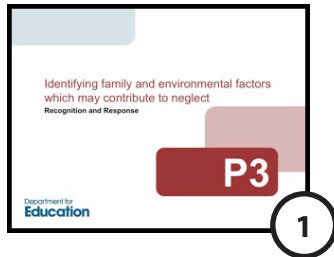 Identifying family and environmental factors
which may contribute to neglect
Recognition and Response
P3
Department for
Education
1